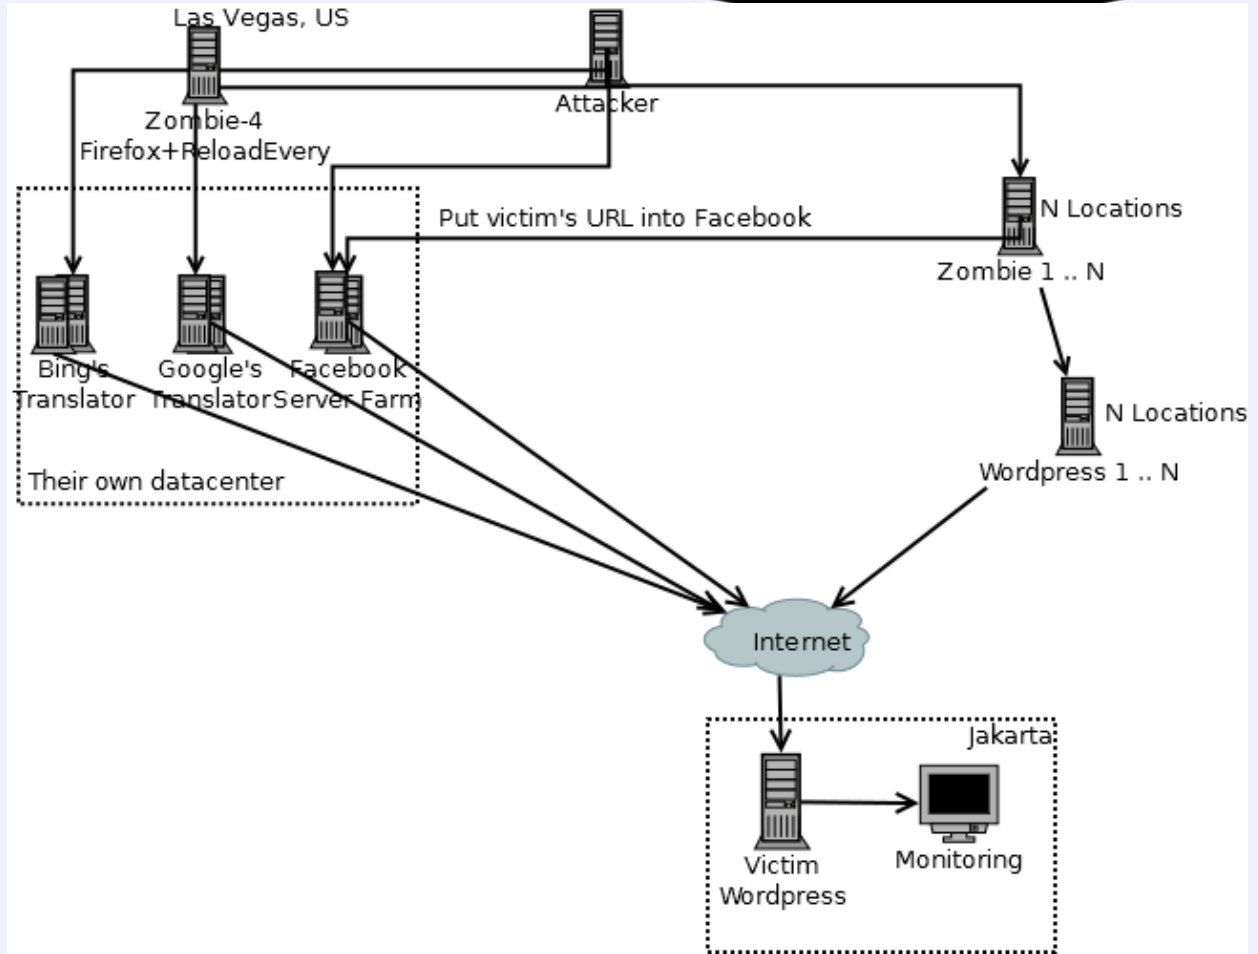 Las Vegas, US
Attacker
Zombie-4
Firefox+ReloadEvery
Put victim's URL into Facebook
N Locations
Zombie 1 .. N
Bing's
Translator
Google's
Translator
Facebook
Server Farm
N Locations
Wordpress 1 .. N
Their own datacenter
Internet
Jakarta
Victim
Wordpress
Monitoring